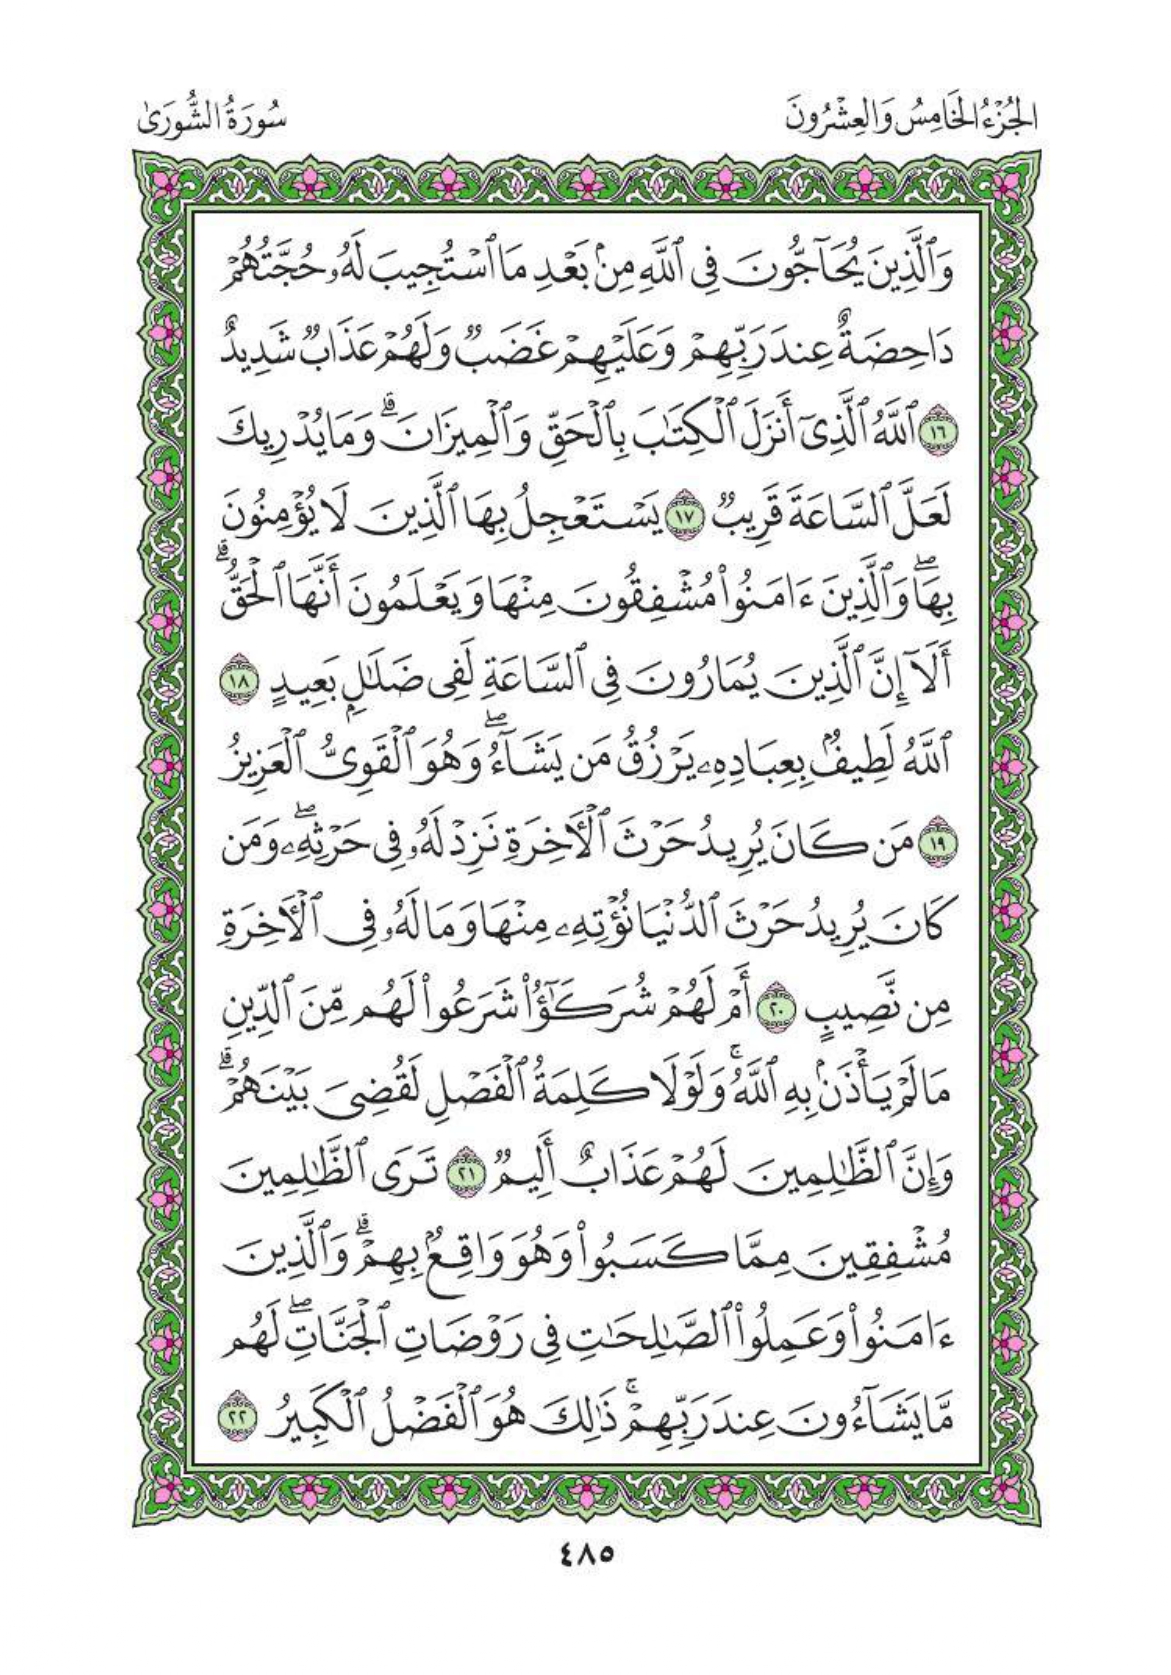 الجُزْءُ الخَامِسُ وَالعِشْرُونَ
سُورَةُ الشُّورَىٰ
وَٱلَّذِينَ يُحَآجُّونَ فِى ٱللَّهِ مِنۢ بَعْدِ مَا ٱسْتُجِيبَ لَهُۥ حُجَّتُهُمْ
دَاحِضَةٌ عِندَ رَبِّهِمْ وَعَلَيْهِمْ غَضَبٌ وَلَهُمْ عَذَابٌ شَدِيدٌ
١٦ ٱللَّهُ ٱلَّذِىٓ أَنزَلَ ٱلْكِتَٰبَ بِٱلْحَقِّ وَٱلْمِيزَانَ ۗ وَمَا يُدْرِيكَ
لَعَلَّ ٱلسَّاعَةَ قَرِيبٌ ١٧ يَسْتَعْجِلُ بِهَا ٱلَّذِينَ لَا يُؤْمِنُونَ
بِهَا ۖ وَٱلَّذِينَ ءَامَنُوا۟ مُشْفِقُونَ مِنْهَا وَيَعْلَمُونَ أَنَّهَا ٱلْحَقُّ ۗ
أَلَآ إِنَّ ٱلَّذِينَ يُمَارُونَ فِى ٱلسَّاعَةِ لَفِى ضَلَٰلٍۭ بَعِيدٍ ١٨
ٱللَّهُ لَطِيفٌۢ بِعِبَادِهِۦ يَرْزُقُ مَن يَشَآءُ ۖ وَهُوَ ٱلْقَوِىُّ ٱلْعَزِيزُ
١٩ مَن كَانَ يُرِيدُ حَرْثَ ٱلْءَاخِرَةِ نَزِدْ لَهُۥ فِى حَرْثِهِۦ ۖ وَمَن
كَانَ يُرِيدُ حَرْثَ ٱلدُّنْيَا نُؤْتِهِۦ مِنْهَا وَمَا لَهُۥ فِى ٱلْءَاخِرَةِ
مِن نَّصِيبٍ ٢٠ أَمْ لَهُمْ شُرَكَٰٓؤُا۟ شَرَعُوا۟ لَهُم مِّنَ ٱلدِّينِ
مَا لَمْ يَأْذَنۢ بِهِ ٱللَّهُ ۚ وَلَوْلَا كَلِمَةُ ٱلْفَصْلِ لَقُضِىَ بَيْنَهُمْ ۗ
وَإِنَّ ٱلظَّٰلِمِينَ لَهُمْ عَذَابٌ أَلِيمٌ ٢١ تَرَى ٱلظَّٰلِمِينَ
مُشْفِقِينَ مِمَّا كَسَبُوا۟ وَهُوَ وَاقِعٌۢ بِهِمْ ۗ وَٱلَّذِينَ
ءَامَنُوا۟ وَعَمِلُوا۟ ٱلصَّٰلِحَٰتِ فِى رَوْضَاتِ ٱلْجَنَّاتِ ۖ لَهُم
مَّا يَشَآءُونَ عِندَ رَبِّهِمْ ۚ ذَٰلِكَ هُوَ ٱلْفَضْلُ ٱلْكَبِيرُ ٢٢
٤٨٥